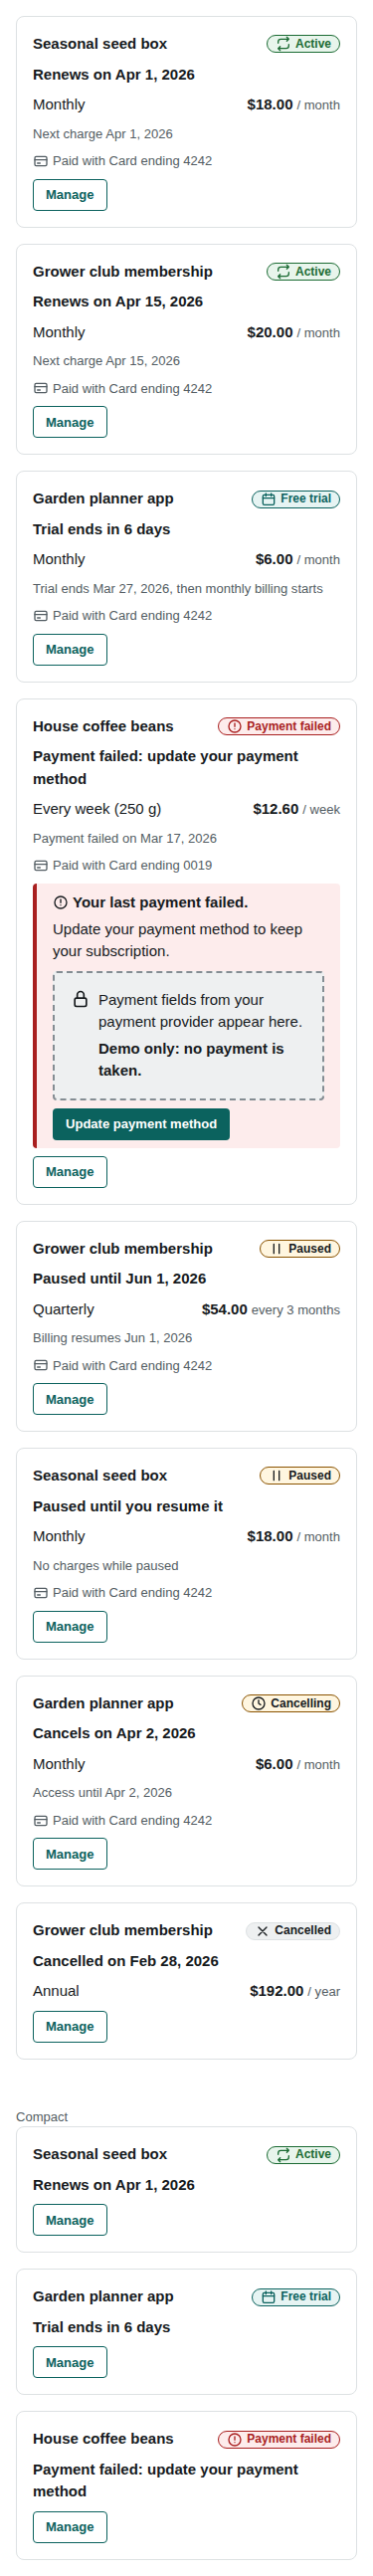 Seasonal seed box Active
Renews on Apr 1, 2026
Monthly $18.00 / month
Next charge Apr 1, 2026
Paid with Card ending 4242
Manage
Grower club membership Active
Renews on Apr 15, 2026
Monthly $20.00 / month
Next charge Apr 15, 2026
Paid with Card ending 4242
Manage
Garden planner app Free trial
Trial ends in 6 days
Monthly $6.00 / month
Trial ends Mar 27, 2026, then monthly billing starts
Paid with Card ending 4242
Manage
House coffee beans Payment failed
Payment failed: update your payment
method
Every week (250 g) $12.60 / week
Payment failed on Mar 17, 2026
Paid with Card ending 0019
Your last payment failed.
Update your payment method to keep
your subscription.
Payment fields from your
payment provider appear here.
Demo only: no payment is
taken.
Update payment method
Manage
Grower club membership Paused
Paused until Jun 1, 2026
Quarterly $54.00 every 3 months
Billing resumes Jun 1, 2026
Paid with Card ending 4242
Manage
Seasonal seed box Paused
Paused until you resume it
Monthly $18.00 / month
No charges while paused
Paid with Card ending 4242
Manage
Garden planner app Cancelling
Cancels on Apr 2, 2026
Monthly $6.00 / month
Access until Apr 2, 2026
Paid with Card ending 4242
Manage
Grower club membership Cancelled
Cancelled on Feb 28, 2026
Annual $192.00 / year
Manage
Compact
Seasonal seed box Active
Renews on Apr 1, 2026
Manage
Garden planner app Free trial
Trial ends in 6 days
Manage
House coffee beans Payment failed
Payment failed: update your payment
method
Manage